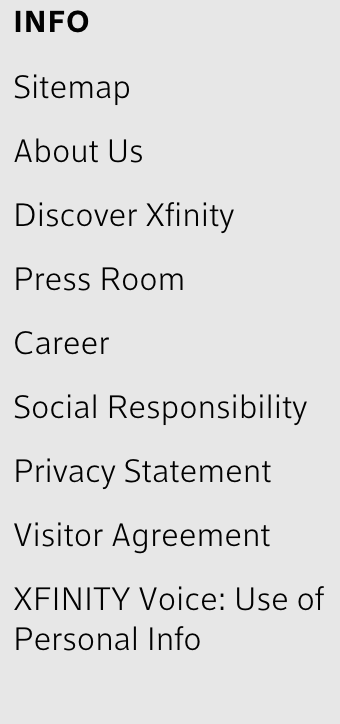 INFO
Sitemap
About Us
Discover Xfinity
Press Room
Career
Social Responsibility
Privacy Statement
Visitor Agreement
XFINITY Voice: Use of
Personal Info